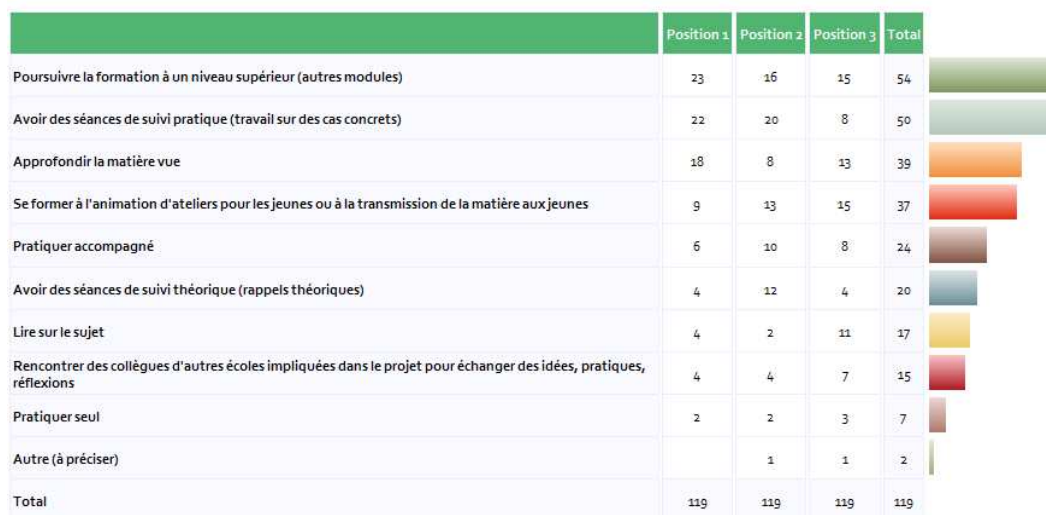 Position 1 Position 2 Position 3 Total
Poursuivre la formation à un niveau supérieur (autres modules) 23 16 15 54
Avoir des séances de suivi pratique (travail sur des cas concrets) 22 20 8 50
Approfondir la matière vue 18 8 13 39
Se former à l'animation d'ateliers pour les jeunes ou à la transmission de la matière aux jeunes 9 13 15 37
Pratiquer accompagné 6 10 8 24
Avoir des séances de suivi théorique (rappels théoriques) 4 12 4 20
Lire sur le sujet 4 2 11 17
Rencontrer des collègues d'autres écoles impliquées dans le projet pour échanger des idées, pratiques,
réflexions 4 4 7 15
Pratiquer seul 2 2 3 7
Autre (à préciser) 1 1 2
Total 119 119 119 119